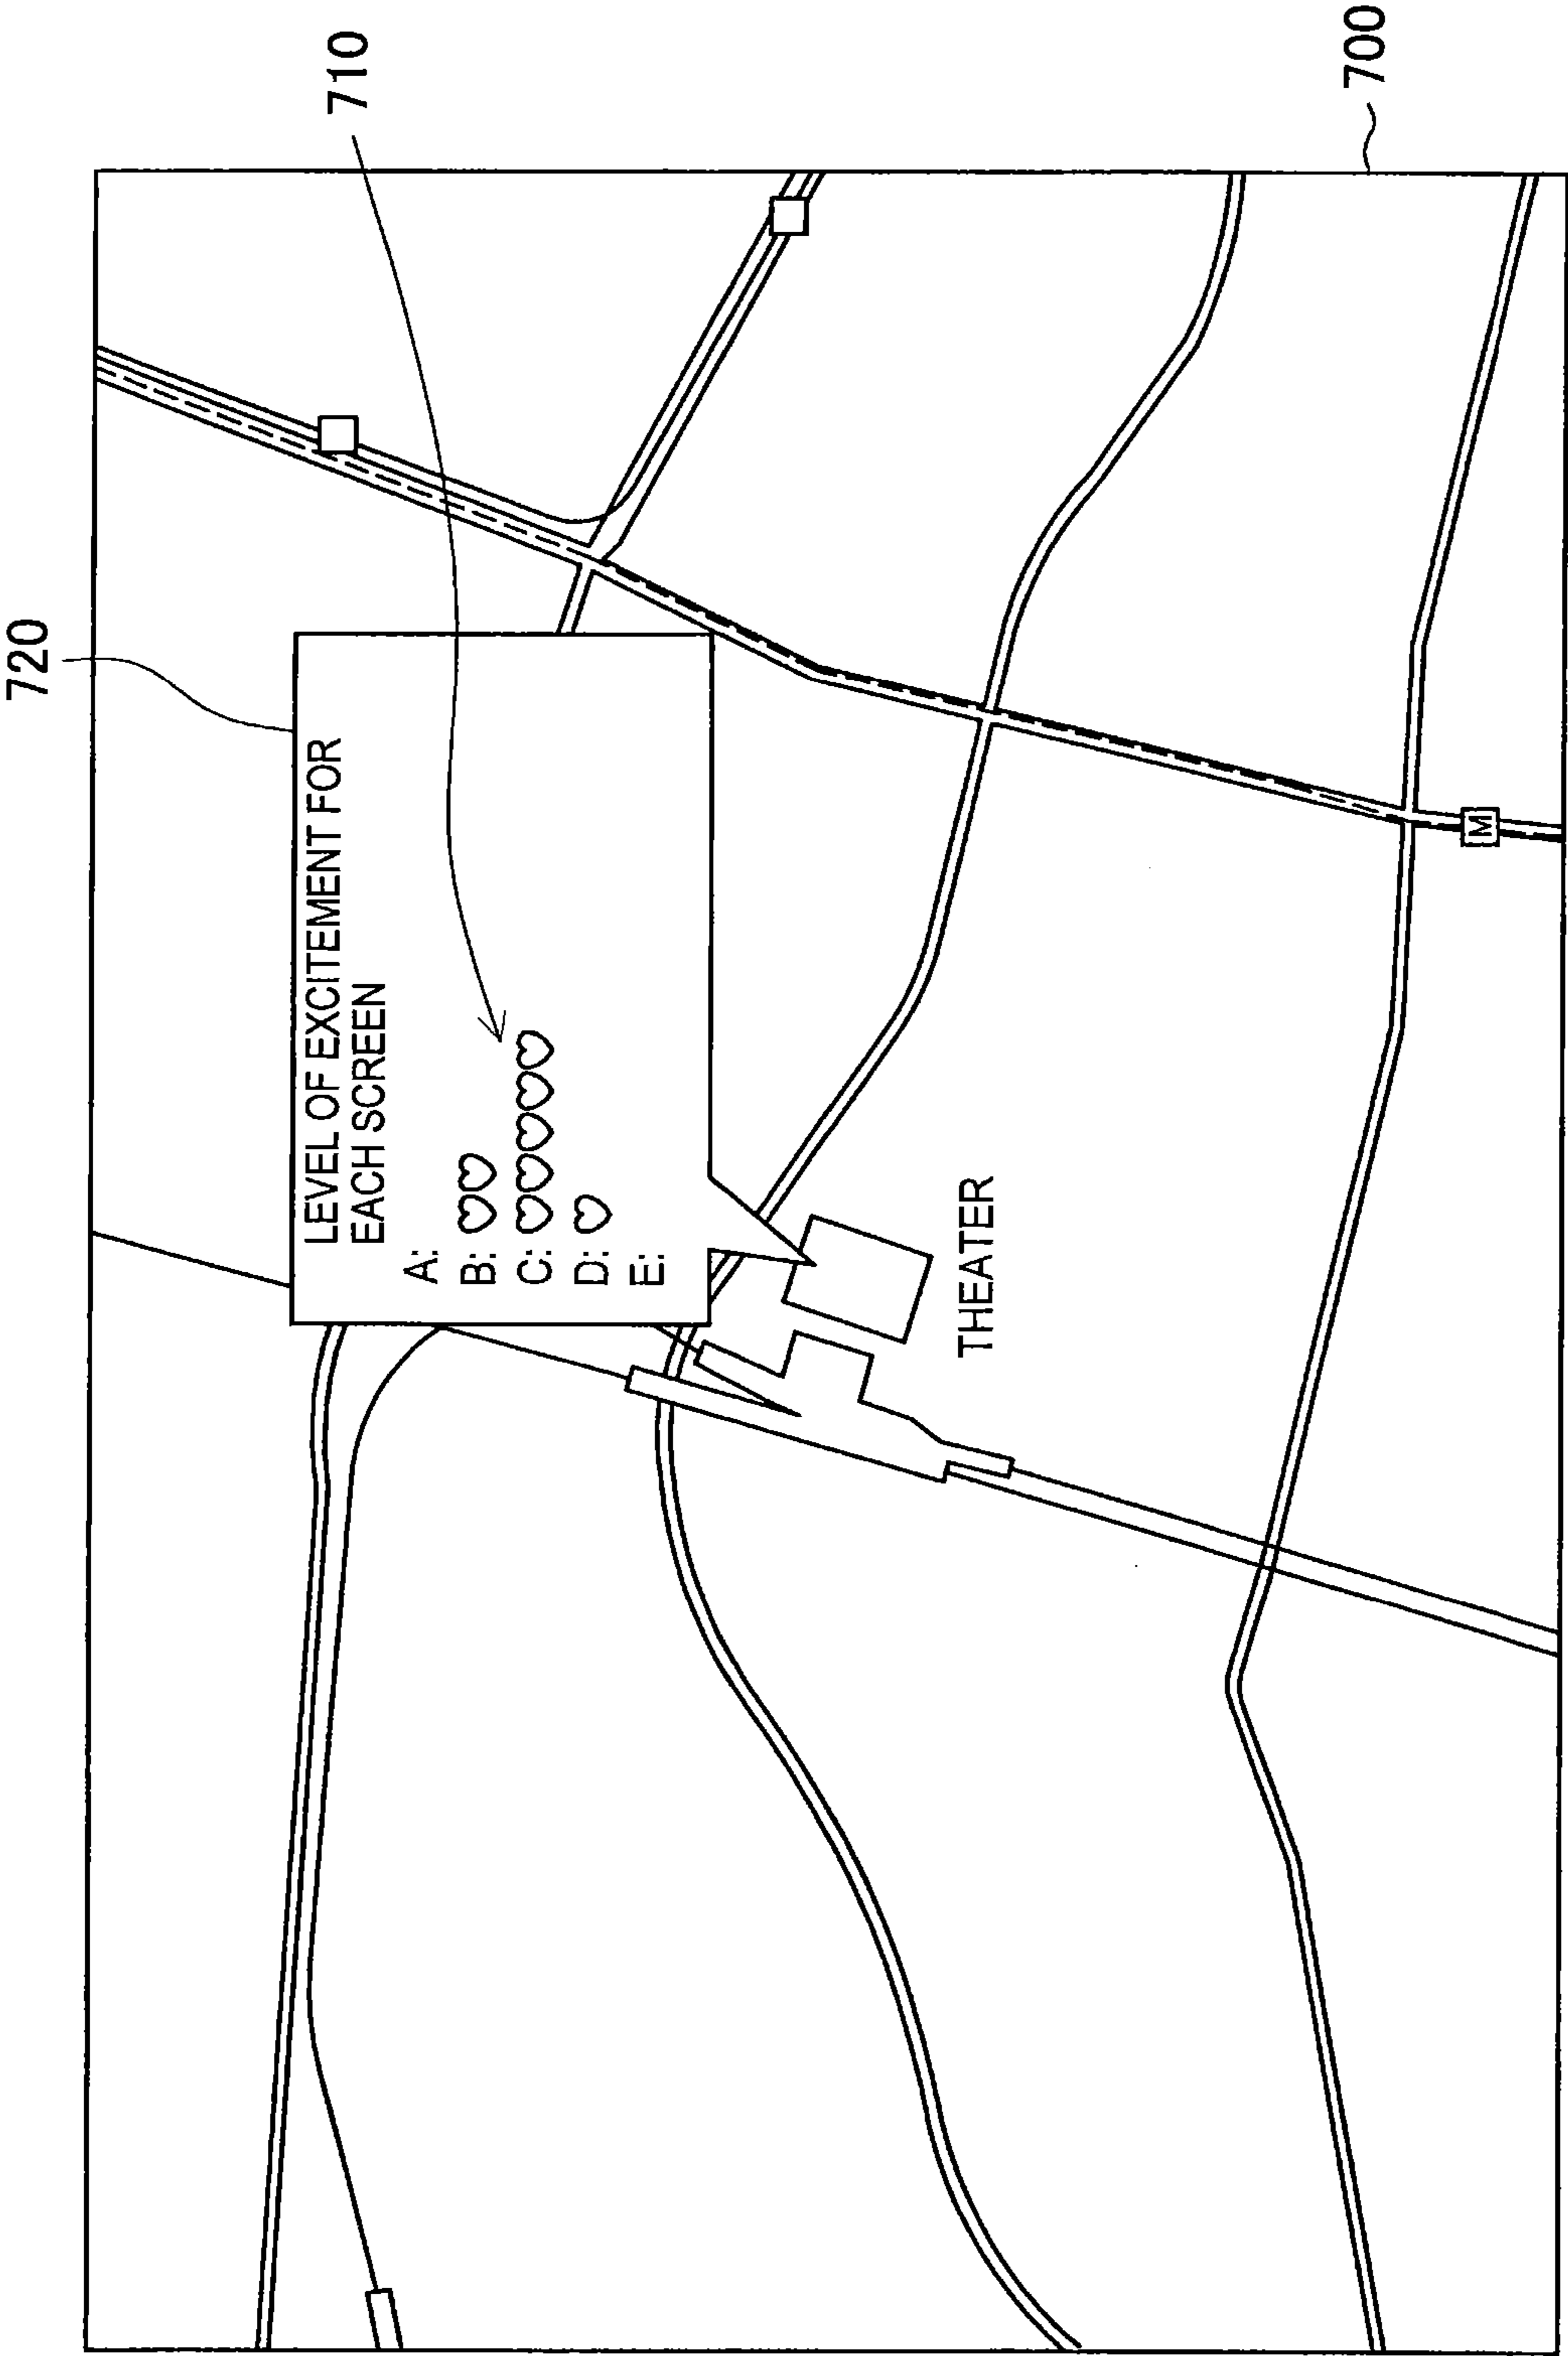 720
710
LEVEL OF EXCITEMENT FOR
EACH SCREEN
A:
B: ♡♡
C: ♡♡♡♡♡
D: ♡
E:
THEATER
M
700